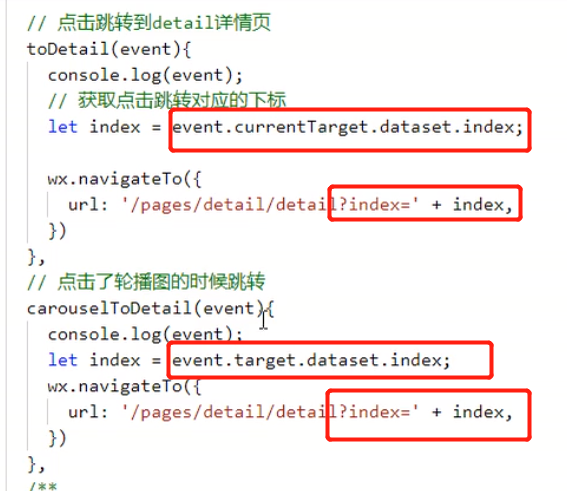 // 点击跳转到detail详情页
toDetail(event){
console.log(event);
// 获取点击跳转对应的下标
let index = event.currentTarget.dataset.index;
wx.navigateTo({
url: '/pages/detail/detail?index=' + index,
})
},
// 点击了轮播图的时候跳转
carouselToDetail(event){
console.log(event);
let index = event.target.dataset.index;
wx.navigateTo({
url: '/pages/detail/detail?index=' + index,
})
},
/**